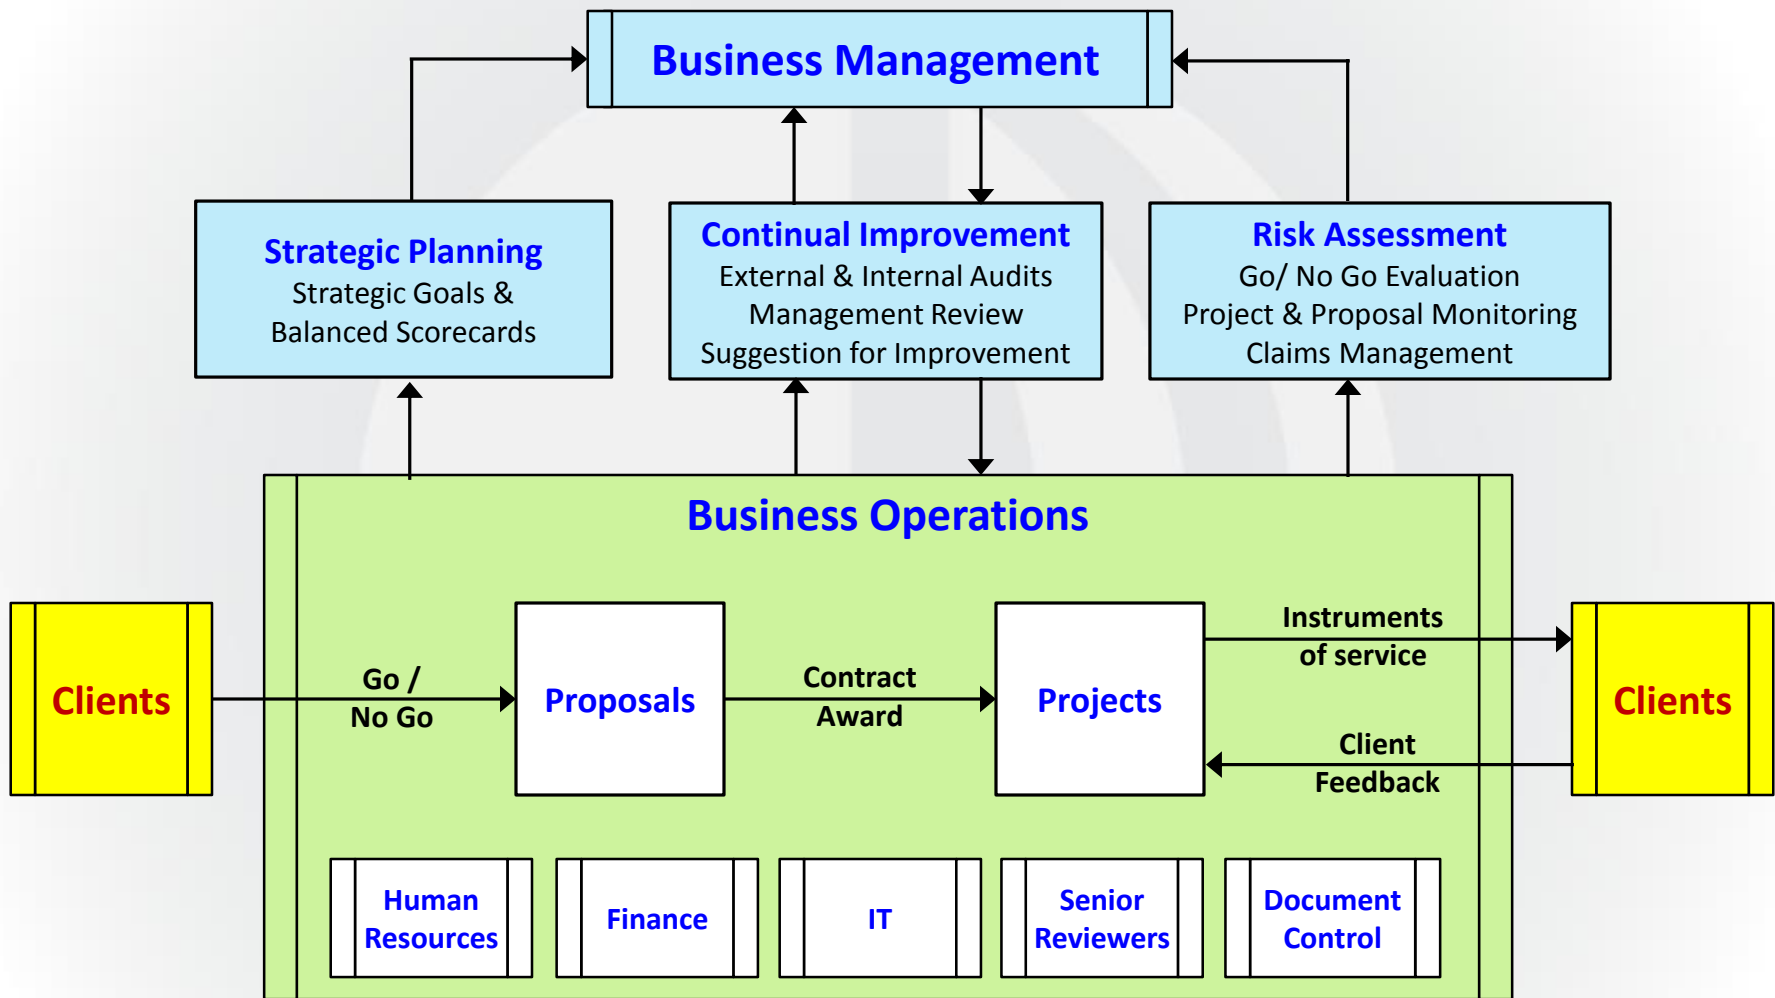 Business Management
Strategic Planning
Strategic Goals &
Balanced Scorecards
Continual Improvement
External & Internal Audits
Management Review
Suggestion for Improvement
Risk Assessment
Go/ No Go Evaluation
Project & Proposal Monitoring
Claims Management
Business Operations
Clients
Go /
No Go
Proposals
Contract
Award
Projects
Instruments
of service
Client
Feedback
Clients
Human
Resources
Finance
IT
Senior
Reviewers
Document
Control